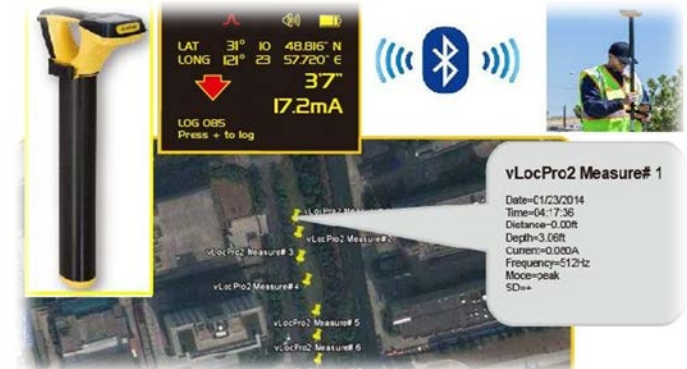 LAT 31° 10 48.816" N
LONG 121° 23 57.720" E
3'7"
17.2mA
LOG 085
Press + to log
vLocPro2 Measure# 2
vLocPro2 Measure# 3
vLocPro2 Measure# 4
vLocPro2 Measure# 5
vLocPro2 Measure# 6
vLocPro2 Measure# 1
Date=01/23/2014
Time=04:17:36
Distance=0.00ft
Depth=3.06ft
Current=0.080A
Frequency=512Hz
Mode=peak